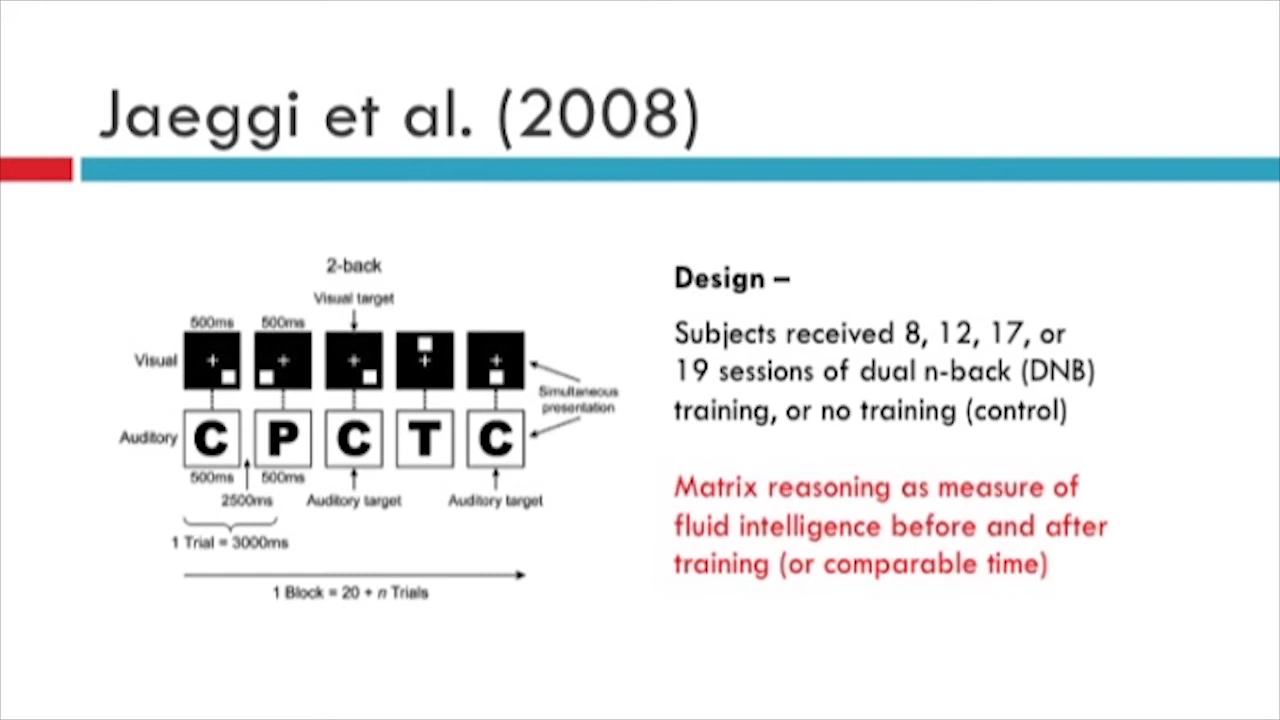 Jaeggi et al. (2008)
2-back
Visual target
500ms 500ms
Visual
Simultaneous
presentation
Auditory C P C T C
500ms 500ms
2500ms Auditory target Auditory target
1 Trial = 3000ms
1 Block = 20 + n Trials
Design –
Subjects received 8, 12, 17, or
19 sessions of dual n-back (DNB)
training, or no training (control)
Matrix reasoning as measure of
fluid intelligence before and after
training (or comparable time)